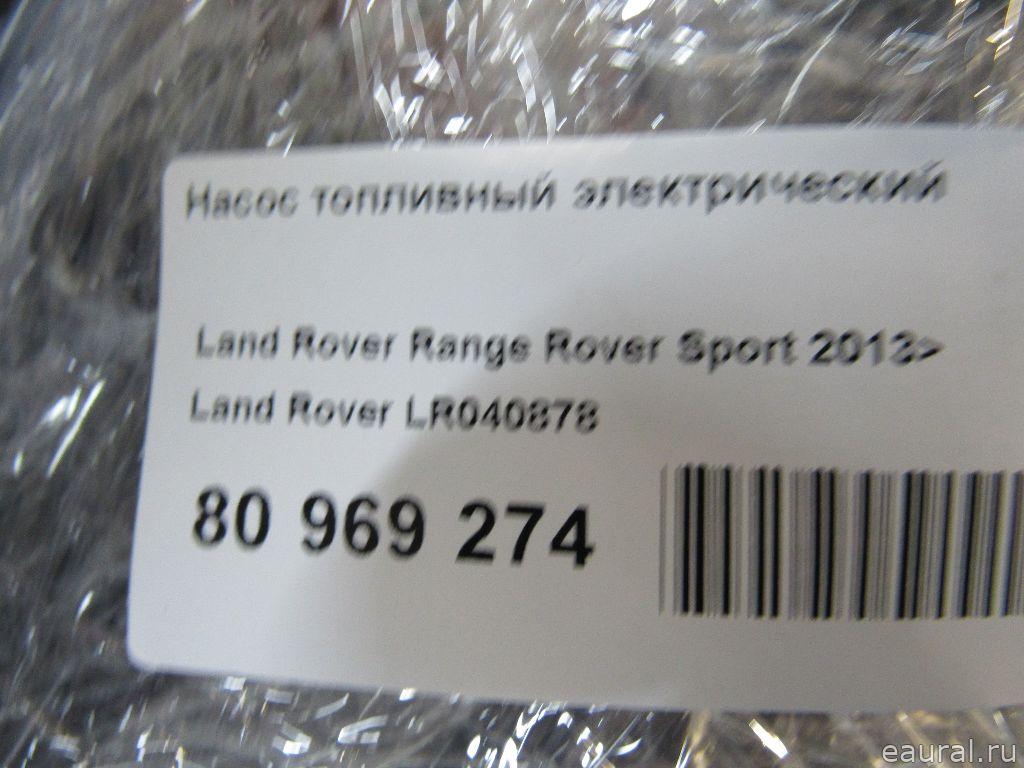 Насос топливный электрический
Land Rover Range Rover Sport 2013>
Land Rover LR040878
80 969 274
eaural.ru